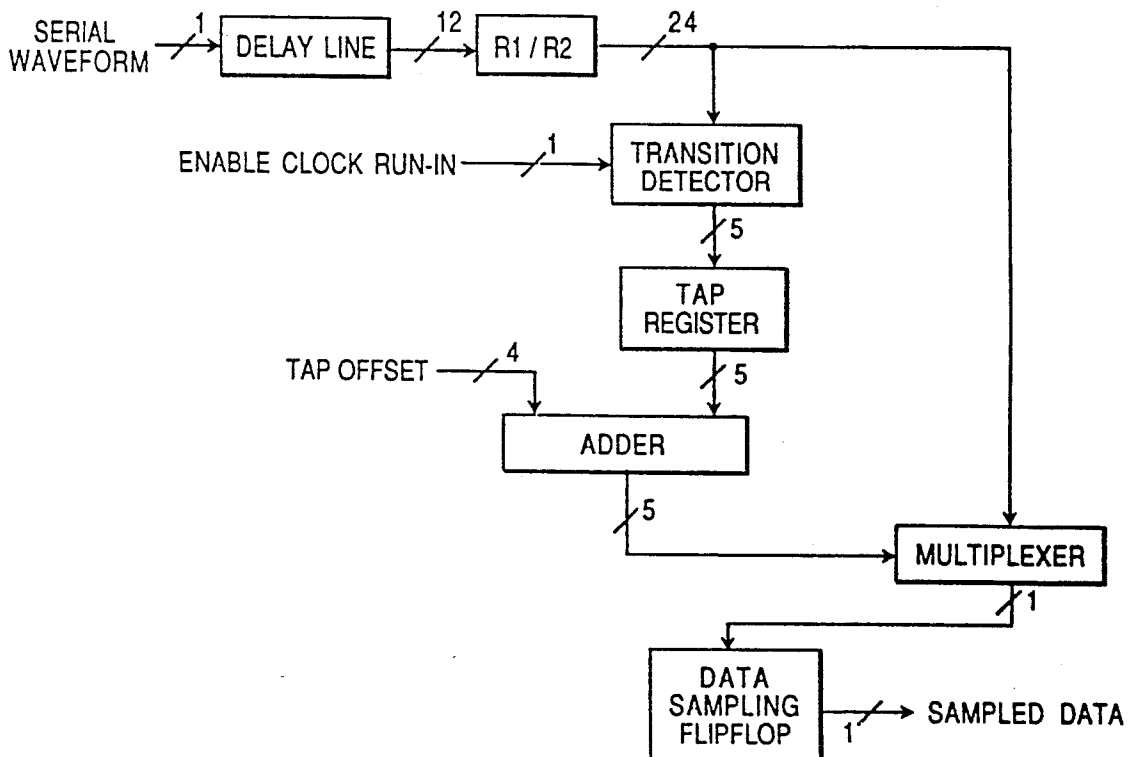 SERIAL
WAVEFORM
1
DELAY LINE
12
R1 / R2
24
ENABLE CLOCK RUN-IN
1
TRANSITION
DETECTOR
5
TAP
REGISTER
TAP OFFSET
4
5
ADDER
5
MULTIPLEXER
1
DATA
SAMPLING
FLIPFLOP
1
SAMPLED DATA